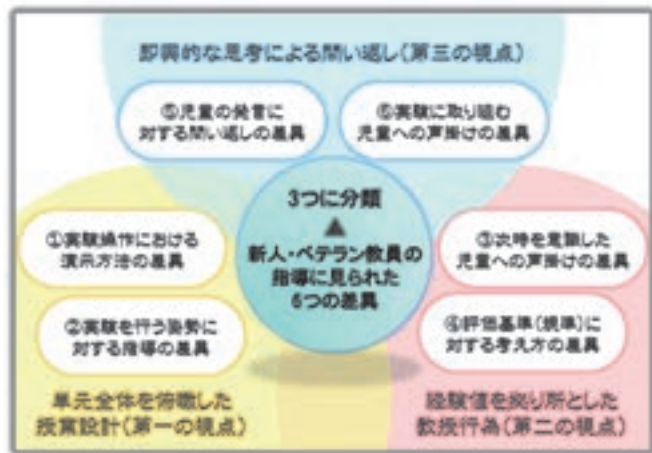 即興的な思考による問い返し(第三の視点)
⑤児童の発言に
対する問い返しの差異
⑥実験に取り組む
児童への声掛けの差異
3つに分類
▲
新人・ベテラン教員の
指導に見られた
6つの差異
①実験操作における
演示方法の差異
②実験を行う姿勢に
対する指導の差異
③次時を意識した
児童への声掛けの差異
④評価基準(規準)に
対する考え方の差異
単元全体を俯瞰した
授業設計(第一の視点)
経験値を拠り所とした
教授行為(第二の視点)